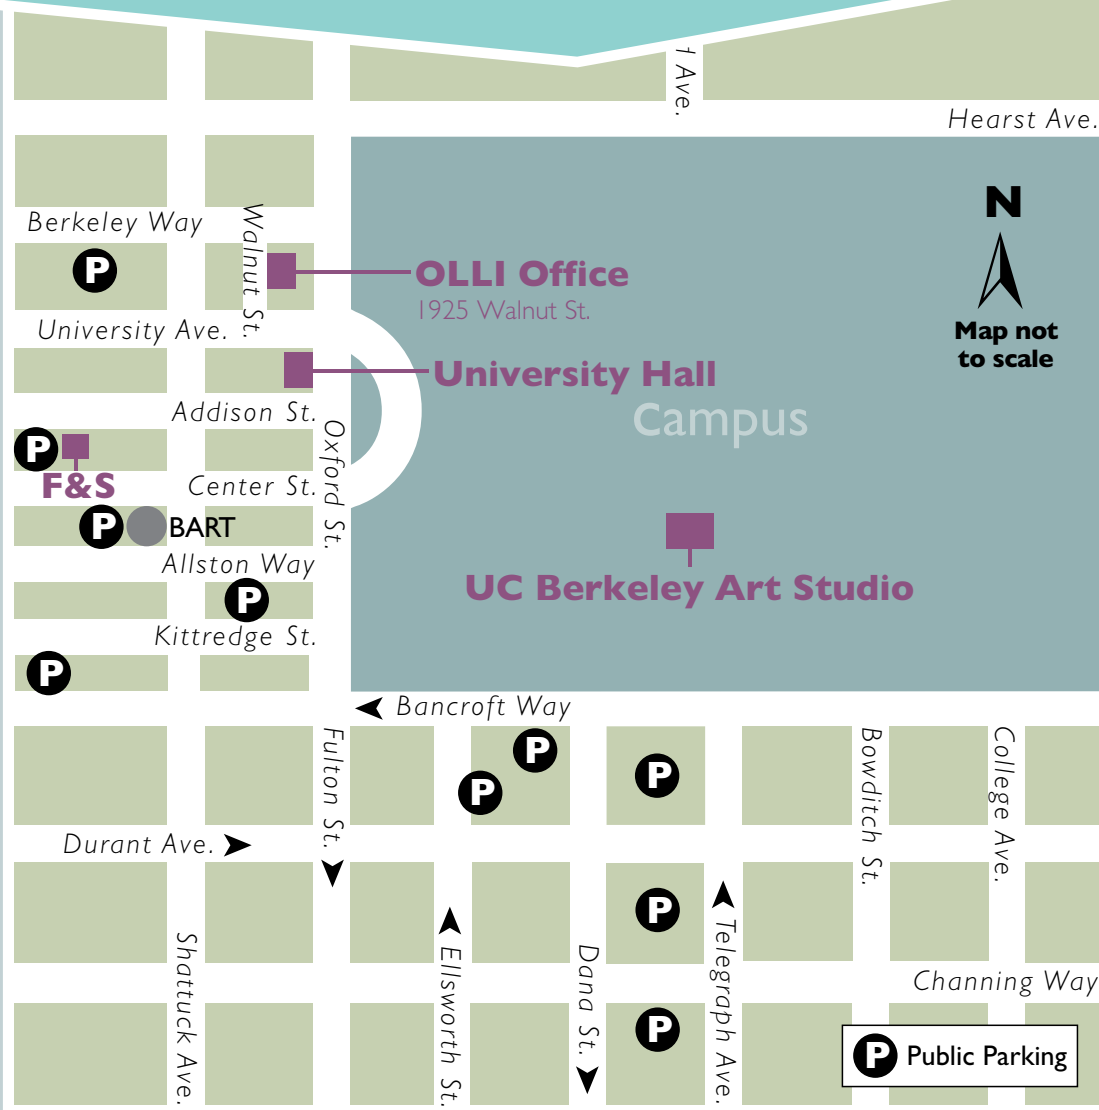 Ave.
Hearst Ave.
N
Map not
to scale
Berkeley Way
Walnut St.
P
OLLI Office
1925 Walnut St.
University Ave.
University Hall
Campus
Addison St.
Oxford St.
P
F&S
Center St.
P
BART
UC Berkeley Art Studio
Allston Way
P
Kittredge St.
P
Bancroft Way
Fulton St.
P
P
P
Bowditch St.
College Ave.
Durant Ave.
P
Shattuck Ave.
Ellsworth St.
Dana St.
Telegraph Ave.
Channing Way
P
P Public Parking